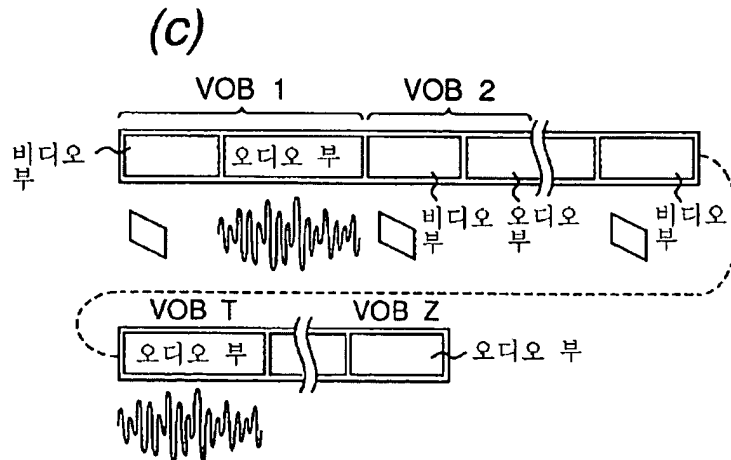 (c)
VOB 1 VOB 2
비디오
부
오디오 부
비디오
부
오디오
부
비디오
부
VOB T VOB Z
오디오 부
오디오 부